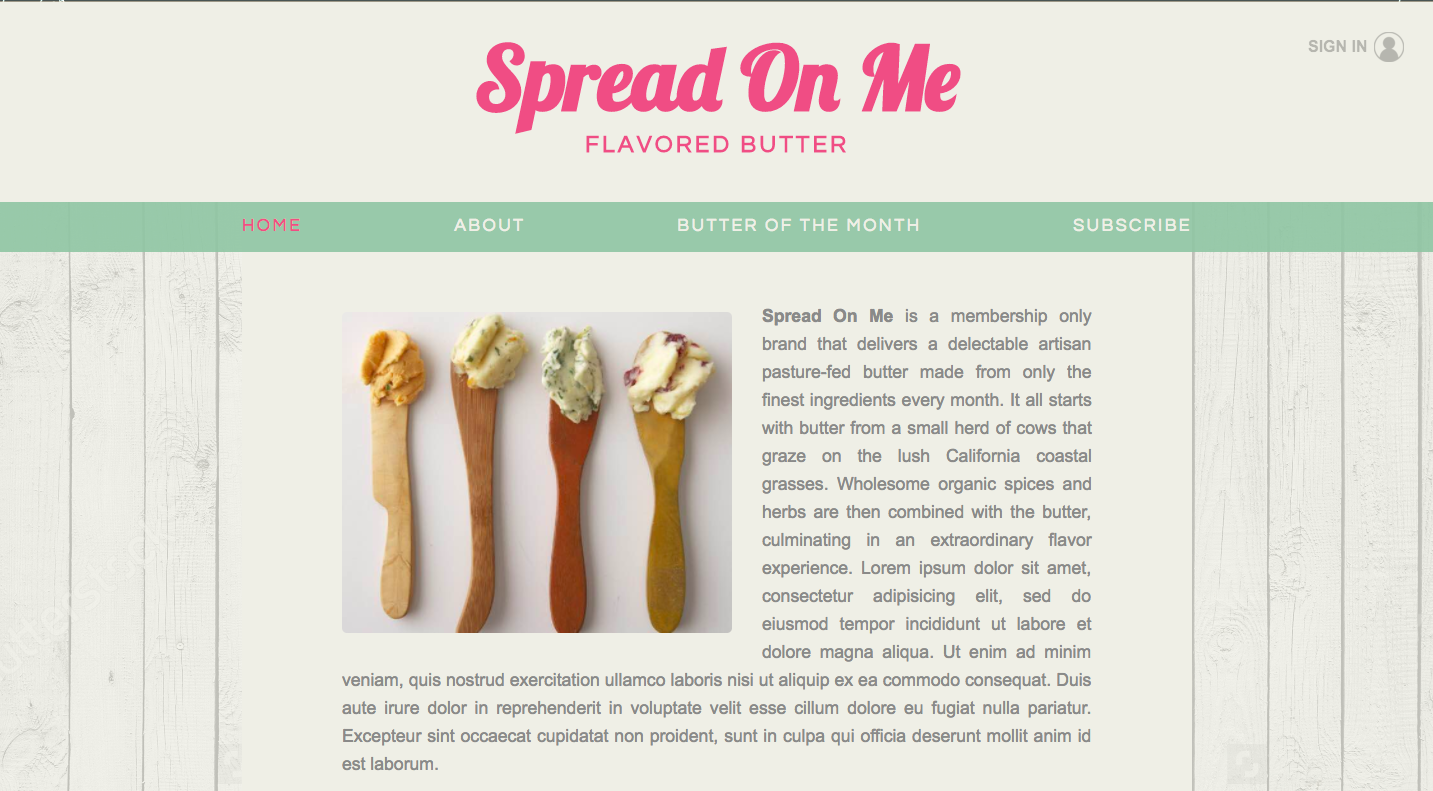 Spread On Me
FLAVORED BUTTER
SIGN IN
HOME ABOUT BUTTER OF THE MONTH SUBSCRIBE
Spread On Me is a membership only
brand that delivers a delectable artisan
pasture-fed butter made from only the
finest ingredients every month. It all starts
with butter from a small herd of cows that
graze on the lush California coastal
grasses. Wholesome organic spices and
herbs are then combined with the butter,
culminating in an extraordinary flavor
experience. Lorem ipsum dolor sit amet,
consectetur adipisicing elit, sed do
eiusmod tempor incididunt ut labore et
dolore magna aliqua. Ut enim ad minim
veniam, quis nostrud exercitation ullamco laboris nisi ut aliquip ex ea commodo consequat. Duis
aute irure dolor in reprehenderit in voluptate velit esse cillum dolore eu fugiat nulla pariatur.
Excepteur sint occaecat cupidatat non proident, sunt in culpa qui officia deserunt mollit anim id
est laborum.